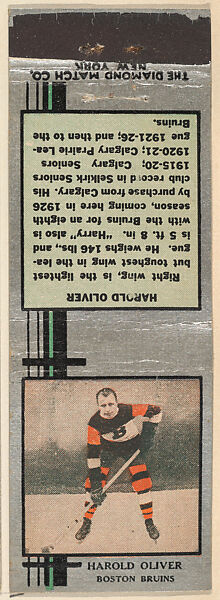 HAROLD OLIVER
Right wing, is the lightest
but toughest wing in the lea-
gue. He weighs 146 lbs., and
is 5 ft. 8 in. "Harry" also is
with the Bruins for an eighth
season, coming here in 1926
by purchase from Calgary. His
club record is Selkirk Seniors
1915-20; Calgary Seniors
1920-21; Calgary Prairie Lea-
gue 1921-26; and then to the
Bruins.
THE DIAMOND MATCH CO.
NEW YORK
B
HAROLD OLIVER
BOSTON BRUINS